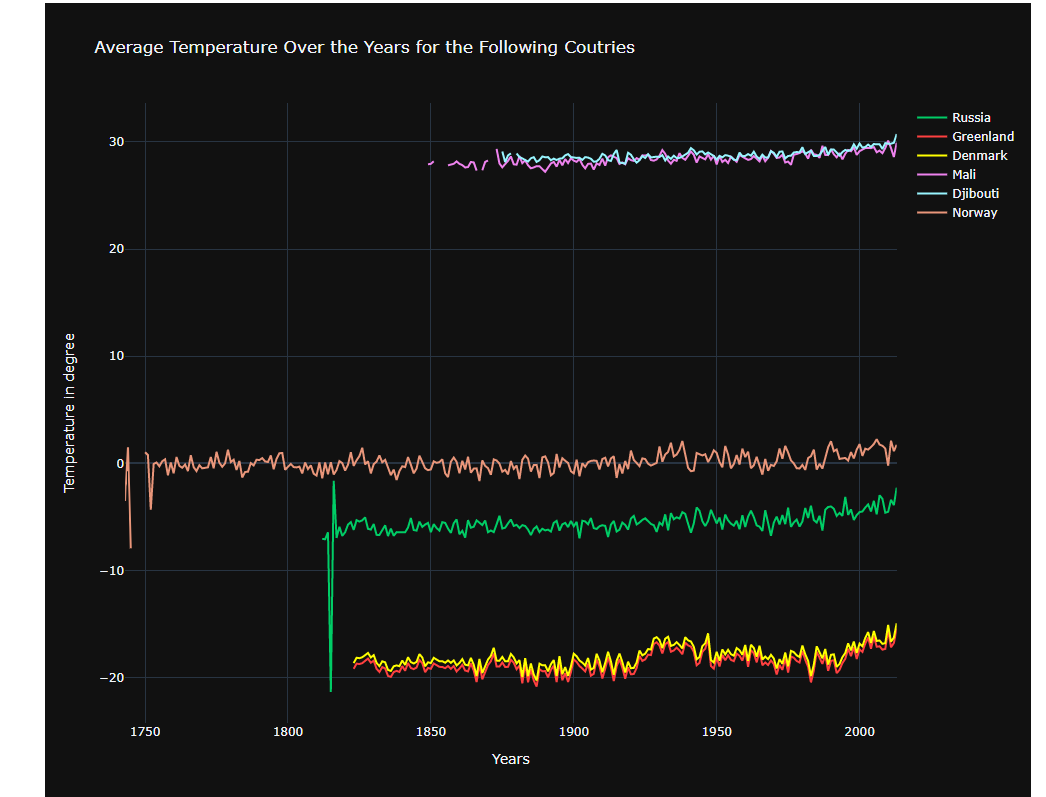 Average Temperature Over the Years for the Following Coutries
Russia
Greenland
Denmark
Mali
Djibouti
Norway
30
20
10
0
−10
−20
Temperature in degree
1750
1800
1850
1900
1950
2000
Years